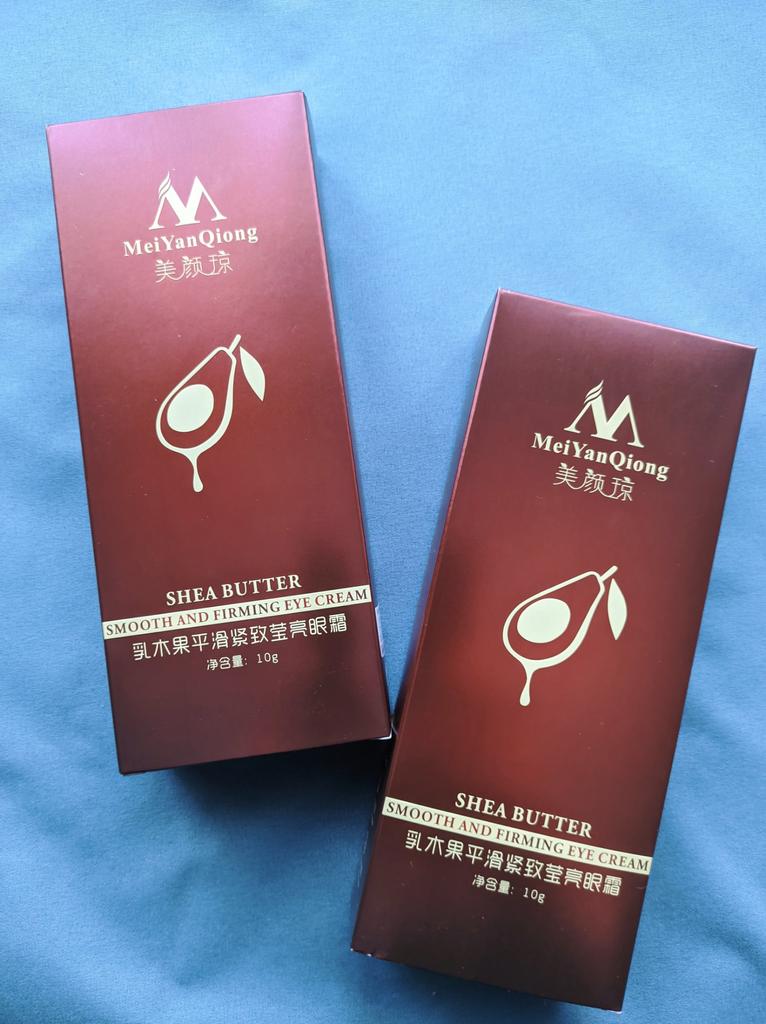 MeiYanQiong
美颜琼
SHEA BUTTER
SMOOTH AND FIRMING EYE CREAM
乳木果平滑紧致莹亮眼霜
净含量: 10g
MeiYanQiong
美颜琼
SHEA BUTTER
SMOOTH AND FIRMING EYE CREAM
乳木果平滑紧致莹亮眼霜
净含量: 10g